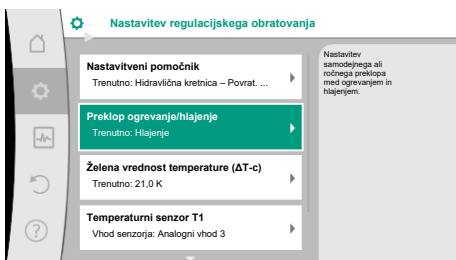 Nastavitev regulacijskega obratovanja
Nastavitveni pomočnik
Trenutno: Hidravlična kretnica – Povrat. ...
Preklop ogrevanje/hlajenje
Trenutno: Hlajenje
Želena vrednost temperature (ΔT-c)
Trenutno: 21,0 K
Temperaturni senzor T1
Vhod senzorja: Analogni vhod 3
Nastavitev
samodejnega ali
ročnega preklopa
med ogrevanjem in
hlajenjem.